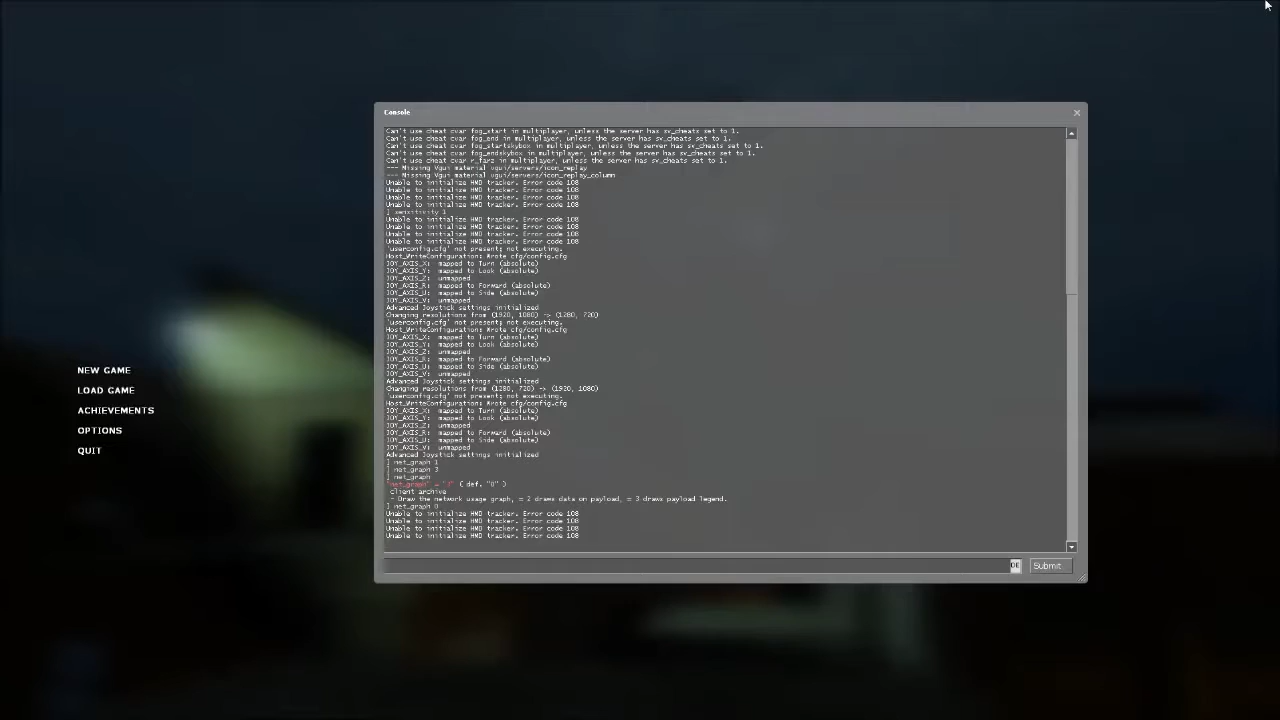 Console
Can't use cheat cvar fog_start in multiplayer, unless the server has sv_cheats set to 1.
Can't use cheat cvar fog_end in multiplayer, unless the server has sv_cheats set to 1.
Can't use cheat cvar fog_startskybox in multiplayer, unless the server has sv_cheats set to 1.
Can't use cheat cvar fog_endskybox in multiplayer, unless the server has sv_cheats set to 1.
Can't use cheat cvar r_farz in multiplayer, unless the server has sv_cheats set to 1.
--- Missing Vgui material vgui/servers/icon_replay
--- Missing Vgui material vgui/servers/icon_replay_column
Unable to initialize HMD tracker. Error code 108
Unable to initialize HMD tracker. Error code 108
Unable to initialize HMD tracker. Error code 108
Unable to initialize HMD tracker. Error code 108
] sensitivity 1
Unable to initialize HMD tracker. Error code 108
Unable to initialize HMD tracker. Error code 108
Unable to initialize HMD tracker. Error code 108
Unable to initialize HMD tracker. Error code 108
'userconfig.cfg' not present; not executing.
Host_WriteConfiguration: Wrote cfg/config.cfg
JOY_AXIS_X:  mapped to Turn (absolute)
JOY_AXIS_Y:  mapped to Look (absolute)
JOY_AXIS_Z:  unmapped
JOY_AXIS_R:  mapped to Forward (absolute)
JOY_AXIS_U:  mapped to Side (absolute)
JOY_AXIS_V:  unmapped
Advanced Joystick settings initialized
Changing resolutions from (1920, 1080) -> (1280, 720)
'userconfig.cfg' not present; not executing.
Host_WriteConfiguration: Wrote cfg/config.cfg
JOY_AXIS_X:  mapped to Turn (absolute)
JOY_AXIS_Y:  mapped to Look (absolute)
JOY_AXIS_Z:  unmapped
JOY_AXIS_R:  mapped to Forward (absolute)
JOY_AXIS_U:  mapped to Side (absolute)
JOY_AXIS_V:  unmapped
Advanced Joystick settings initialized
Changing resolutions from (1280, 720) -> (1920, 1080)
'userconfig.cfg' not present; not executing.
Host_WriteConfiguration: Wrote cfg/config.cfg
JOY_AXIS_X:  mapped to Turn (absolute)
JOY_AXIS_Y:  mapped to Look (absolute)
JOY_AXIS_Z:  unmapped
JOY_AXIS_R:  mapped to Forward (absolute)
JOY_AXIS_U:  mapped to Side (absolute)
JOY_AXIS_V:  unmapped
Advanced Joystick settings initialized
] net_graph 1
] net_graph 3
] net_graph
"net_graph" = "3" ( def. "0" )
client archive
- Draw the network usage graph, = 2 draws data on payload, = 3 draws payload legend.
] net_graph 0
Unable to initialize HMD tracker. Error code 108
Unable to initialize HMD tracker. Error code 108
Unable to initialize HMD tracker. Error code 108
Unable to initialize HMD tracker. Error code 108
DE
Submit
NEW GAME
LOAD GAME
ACHIEVEMENTS
OPTIONS
QUIT